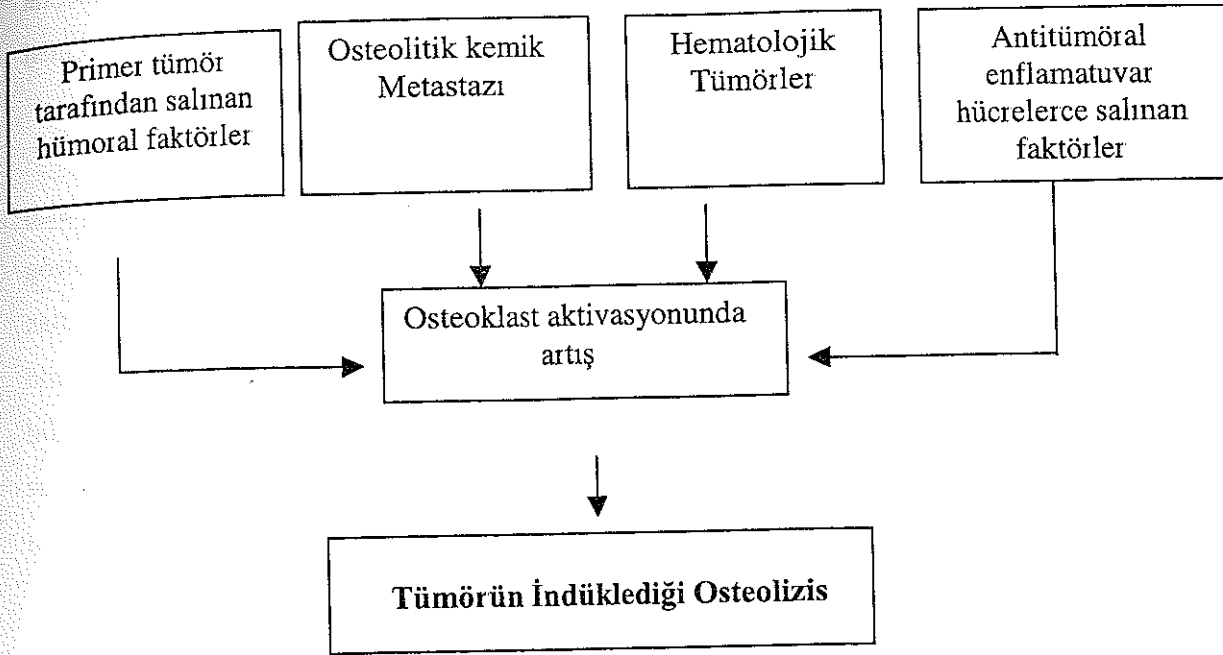 Primer tümör
tarafından salınan
hümoral faktörler
Osteolitik kemik
Metastazı
Hematolojik
Tümörler
Antitümöral
enflamatuvar
hücrelerce salınan
faktörler
Osteoklast aktivasyonunda
artış
Tümörün İndüklediği Osteolizis